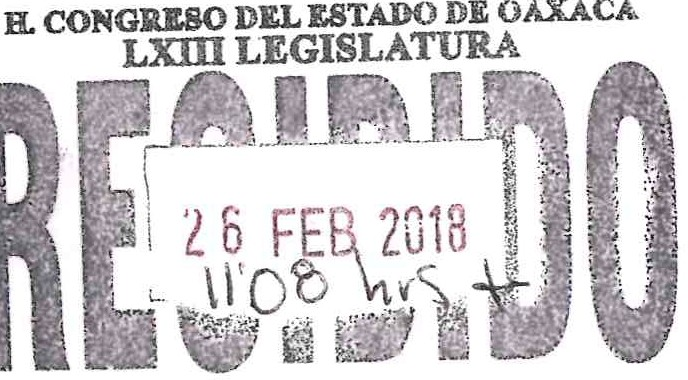 H. CONGRESO DEL ESTADO DE OAXACA
LXIII LEGISLATURA
RECIBIDO
26 FEB 2018
11:08 hrs +